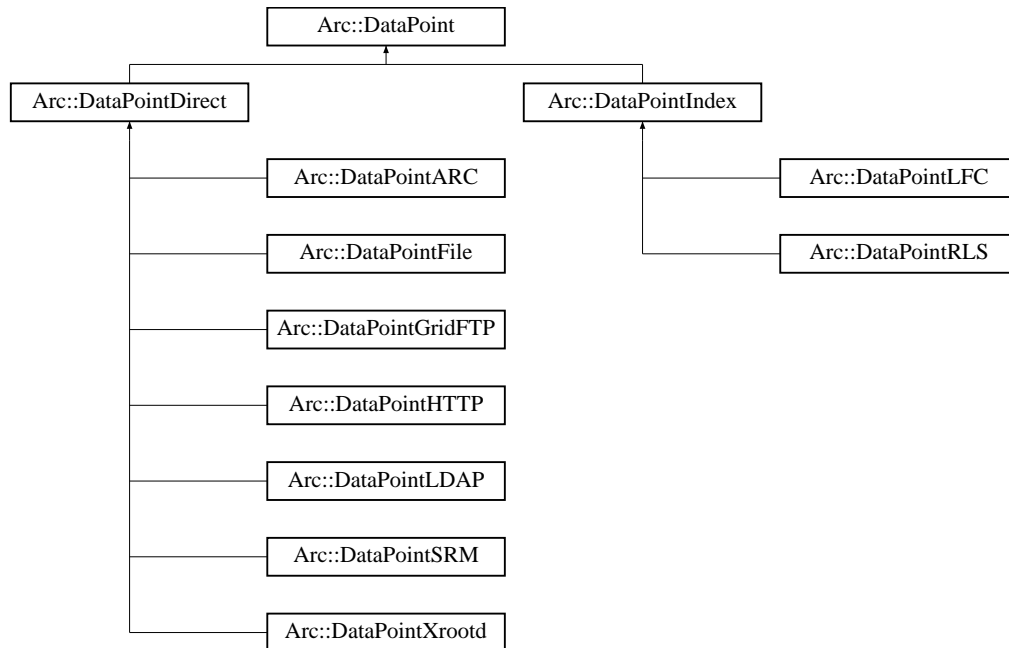 Arc::DataPoint
Arc::DataPointDirect
Arc::DataPointIndex
Arc::DataPointARC
Arc::DataPointLFC
Arc::DataPointFile
Arc::DataPointRLS
Arc::DataPointGridFTP
Arc::DataPointHTTP
Arc::DataPointLDAP
Arc::DataPointSRM
Arc::DataPointXrootd